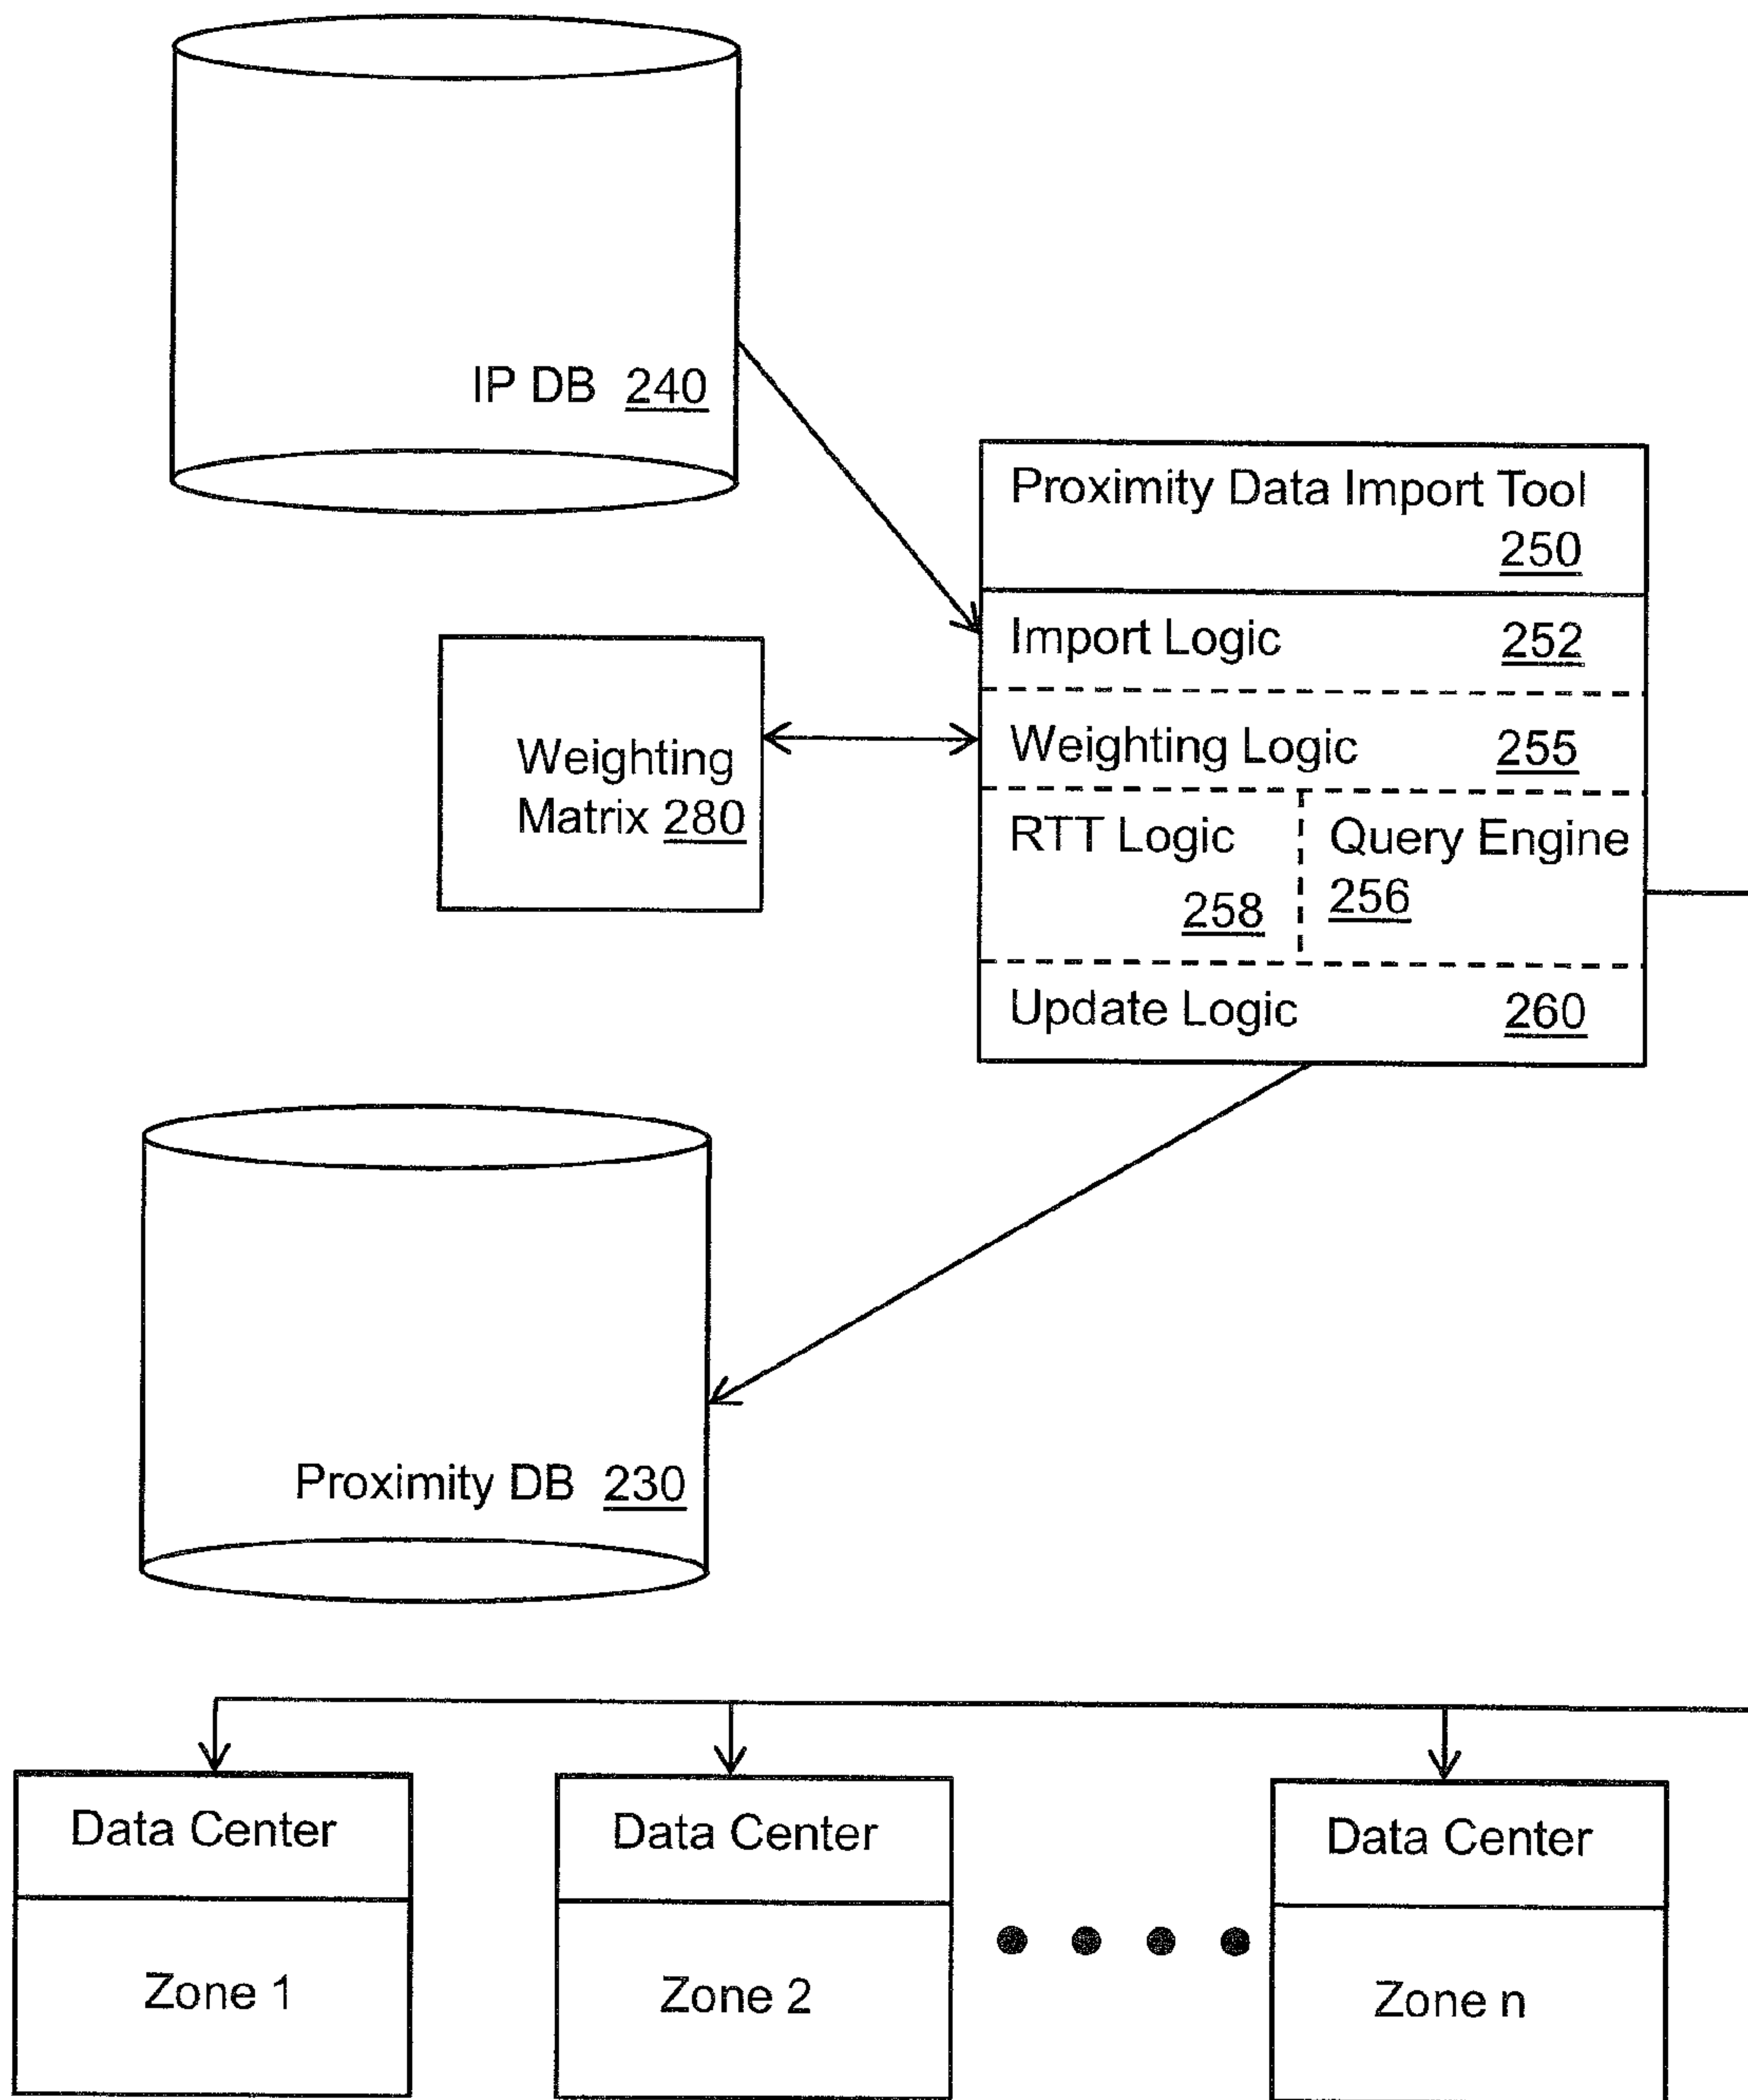 IP DB 240
Proximity Data Import Tool
250
Import Logic 252
Weighting Logic 255
RTT Logic
258
Query Engine
256
Update Logic 260
Weighting
Matrix 280
Proximity DB 230
Data Center
Zone 1
Data Center
Zone 2
Data Center
Zone n